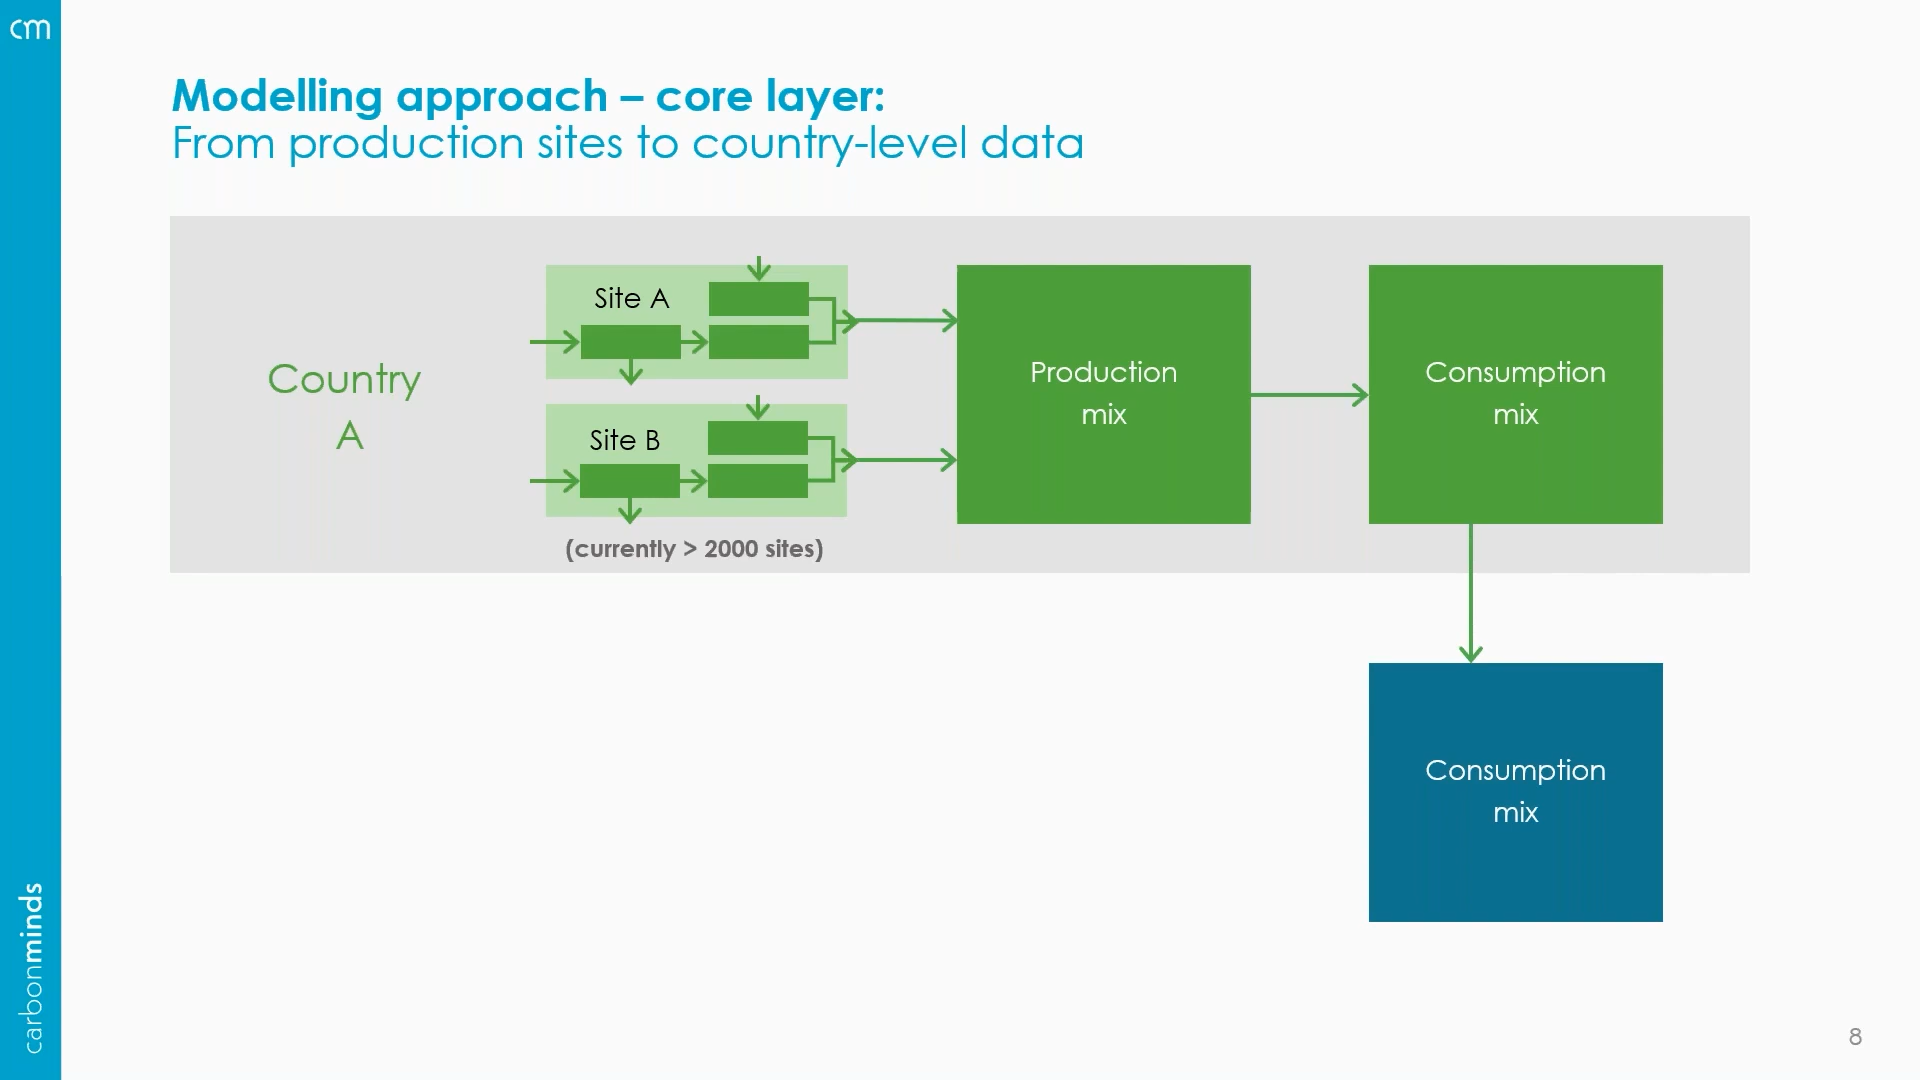 cm
Modelling approach – core layer:
From production sites to country-level data
Country
A
Site A
Site B
(currently > 2000 sites)
Production
mix
Consumption
mix
Consumption
mix
carbonminds
8